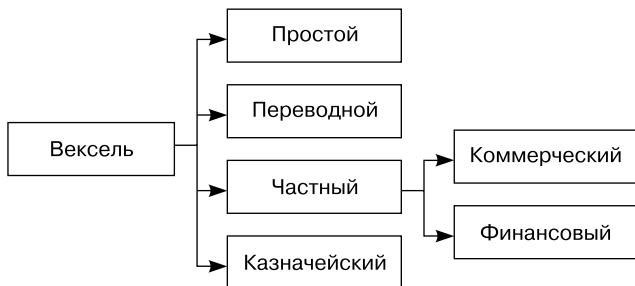 Вексель
Простой
Переводной
Частный
Казначейский
Коммерческий
Финансовый